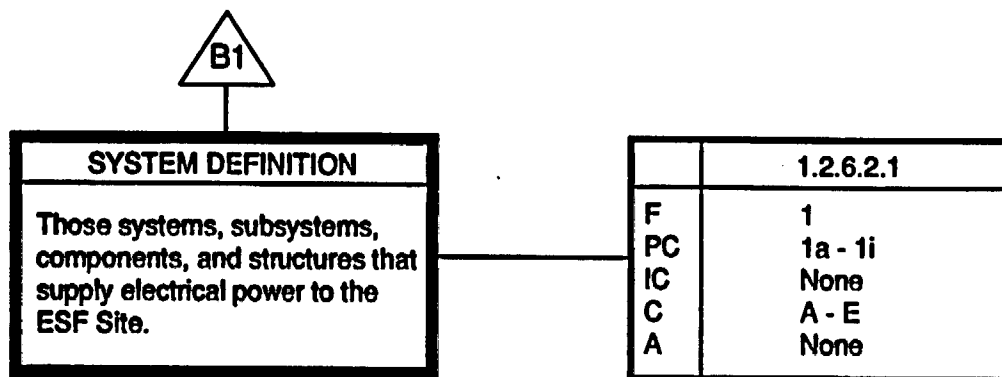 B1
SYSTEM DEFINITION
Those systems, subsystems,
components, and structures that
supply electrical power to the
ESF Site.
1.2.6.2.1
F 1
PC 1a - 1i
IC None
C A - E
A None